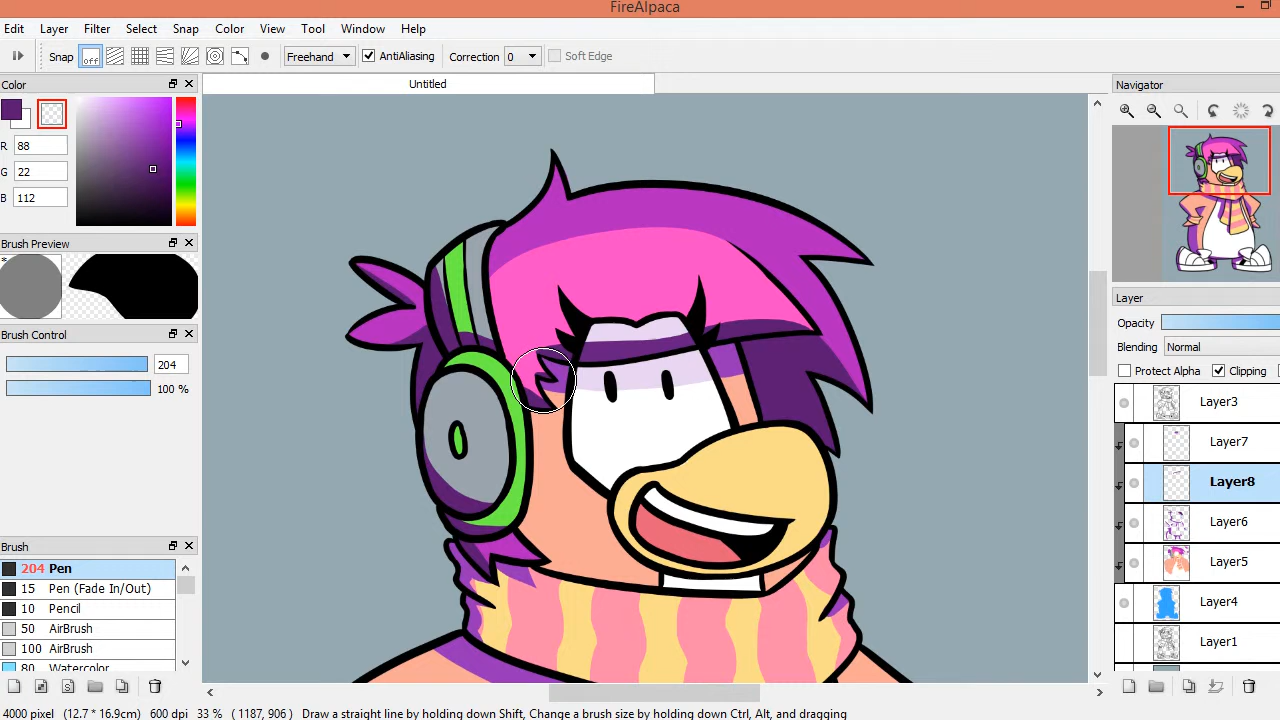 FireAlpaca
Edit Layer Filter Select Snap Color View Tool Window Help
Snap off Freehand AntiAliasing Correction 0 Soft Edge
Color Untitled Navigator
R 88
G 22
B 112
Brush Preview
*
Brush Control
204
100 %
Brush
204 Pen
15 Pen (Fade In/Out)
10 Pencil
50 AirBrush
100 AirBrush
80 Watercolor
Layer
Opacity
Blending Normal
Protect Alpha Clipping
Layer3
Layer7
Layer8
Layer6
Layer5
Layer4
Layer1
4000 pixel (12.7 * 16.9cm) 600 dpi 33 % ( 1187, 906 ) Draw a straight line by holding down Shift, Change a brush size by holding down Ctrl, Alt, and dragging